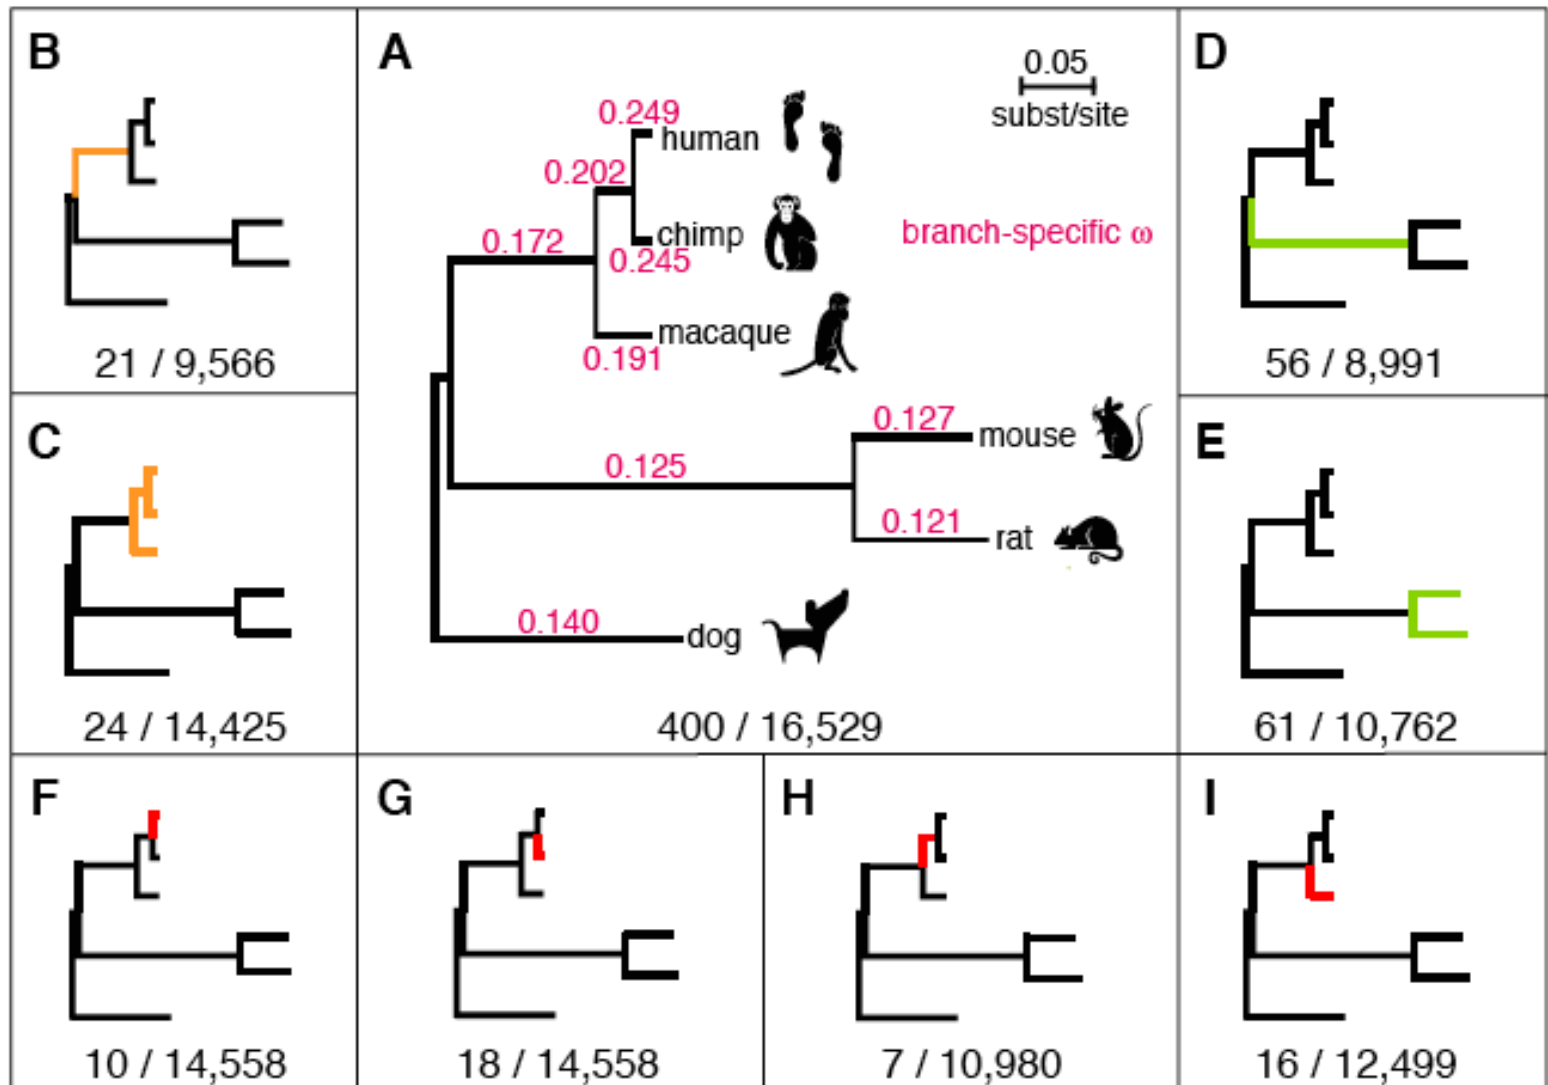 B
21 / 9,566
A
0.05
subst/site
0.249
human
0.202
chimp
0.172
0.245
branch-specific ω
macaque
0.191
0.127
mouse
0.125
0.121
rat
0.140
dog
400 / 16,529
D
56 / 8,991
C
24 / 14,425
E
61 / 10,762
F
10 / 14,558
G
18 / 14,558
H
7 / 10,980
I
16 / 12,499